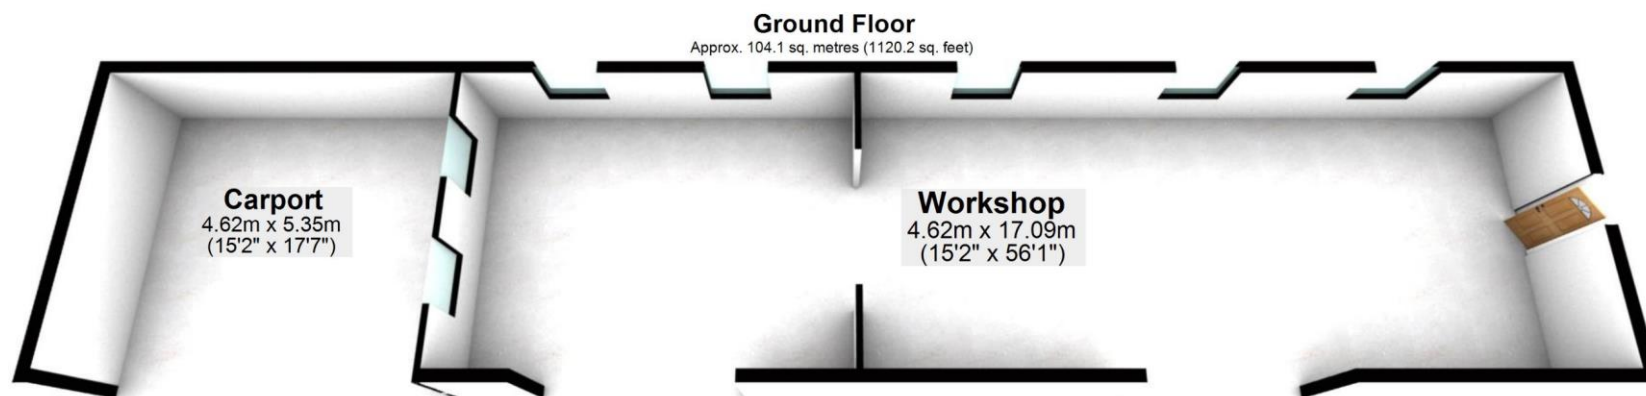 Ground Floor
Approx. 104.1 sq. metres (1120.2 sq. feet)
Carport
4.62m x 5.35m
(15'2" x 17'7")
Workshop
4.62m x 17.09m
(15'2" x 56'1")